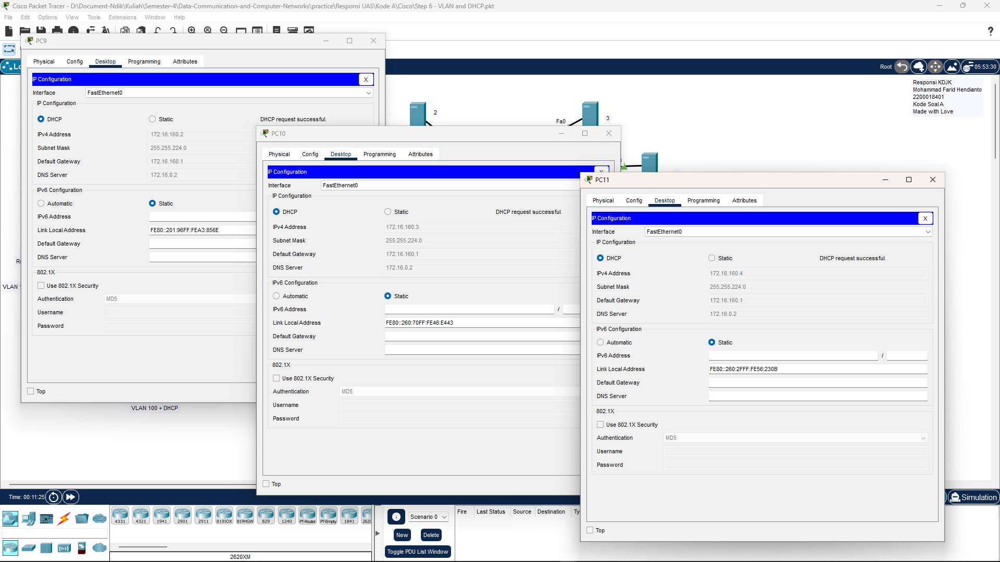 Cisco Packet Tracer - D:\Document-Ndik\Kuliah\Semester-4\Data-Communication-and-Computer-Networks\practice\Responsi UAS\Kode A\Cisco\Step 6 - VLAN and DHCP.pkt
File Edit Options View Tools Extensions Window Help
PC9
Physical Config Desktop Programming Attributes
IP Configuration X
Interface FastEthernet0
IP Configuration
DHCP Static DHCP request successful.
IPv4 Address 172.16.160.2
Subnet Mask 255.255.224.0
Default Gateway 172.16.160.1
DNS Server 172.16.0.2
IPv6 Configuration
Automatic Static
IPv6 Address
Link Local Address FE80::201:96FF:FEA3:856E
Default Gateway
DNS Server
802.1X
Use 802.1X Security
Authentication MD5
Username
Password
Top
PC10
Physical Config Desktop Programming Attributes
IP Configuration
Interface FastEthernet0
IP Configuration
DHCP Static DHCP request successful.
IPv4 Address 172.16.160.3
Subnet Mask 255.255.224.0
Default Gateway 172.16.160.1
DNS Server 172.16.0.2
IPv6 Configuration
Automatic Static
IPv6 Address /
Link Local Address FE80::260:70FF:FE46:E443
Default Gateway
DNS Server
802.1X
Use 802.1X Security
Authentication MD5
Username
Password
Top
PC11
Physical Config Desktop Programming Attributes
IP Configuration X
Interface FastEthernet0
IP Configuration
DHCP Static DHCP request successful.
IPv4 Address 172.16.160.4
Subnet Mask 255.255.224.0
Default Gateway 172.16.160.1
DNS Server 172.16.0.2
IPv6 Configuration
Automatic Static
IPv6 Address /
Link Local Address FE80::260:2FFF:FE56:230B
Default Gateway
DNS Server
802.1X
Use 802.1X Security
Authentication MD5
Username
Password
Top
Root 05:53:30
Responsi KDJK
Mohammad Farid Hendianto
2200018401
Kode Soal A
Made with Love
2
3
Fa0
VLAN
VLAN 100 + DHCP
Time: 00:11:25
Simulation
4331 4321 1941 2901 2911 819IOX 819HGW 829 1240 PT-Router PT-Empty 1841
2620XM
Scenario 0
New Delete
Toggle PDU List Window
Fire Last Status Source Destination